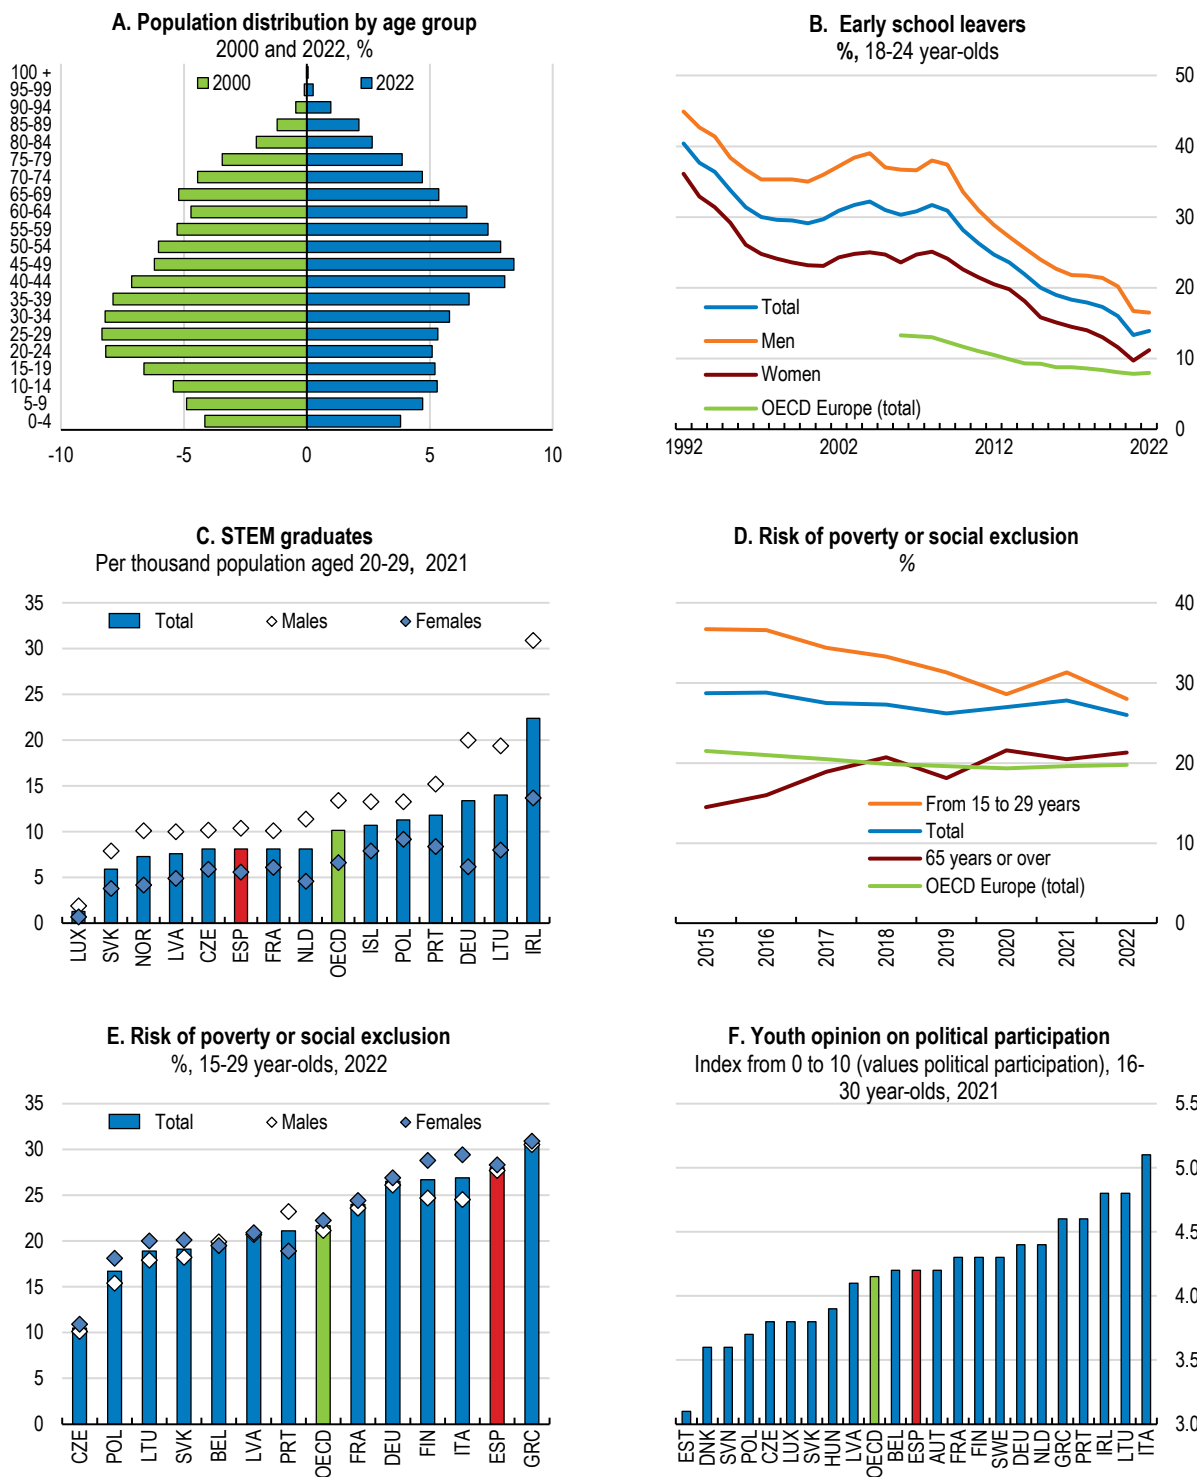 A. Population distribution by age group
2000 and 2022, %
100 +
95-99
90-94
85-89
80-84
75-79
70-74
65-69
60-64
55-59
50-54
45-49
40-44
35-39
30-34
25-29
20-24
15-19
10-14
5-9
0-4
2000
2022
-10
-5
0
5
10
B. Early school leavers
%, 18-24 year-olds
50
40
30
20
10
0
Total
Men
Women
OECD Europe (total)
1992
2002
2012
2022
C. STEM graduates
Per thousand population aged 20-29, 2021
35
30
25
20
15
10
5
0
Total
Males
Females
LUX
SVK
NOR
LVA
CZE
ESP
FRA
NLD
OECD
ISL
POL
PRT
DEU
LTU
IRL
D. Risk of poverty or social exclusion
%
40
30
20
10
0
From 15 to 29 years
Total
65 years or over
OECD Europe (total)
2015
2016
2017
2018
2019
2020
2021
2022
E. Risk of poverty or social exclusion
%, 15-29 year-olds, 2022
35
30
25
20
15
10
5
0
Total
Males
Females
CZE
POL
LTU
SVK
BEL
LVA
PRT
OECD
FRA
DEU
FIN
ITA
ESP
GRC
F. Youth opinion on political participation
Index from 0 to 10 (values political participation), 16-
30 year-olds, 2021
5.5
5.0
4.5
4.0
3.5
3.0
EST
DNK
SVN
POL
CZE
LUX
SVK
HUN
LVA
OECD
BEL
ESP
AUT
FRA
FIN
SWE
DEU
NLD
GRC
PRT
IRL
LTU
ITA